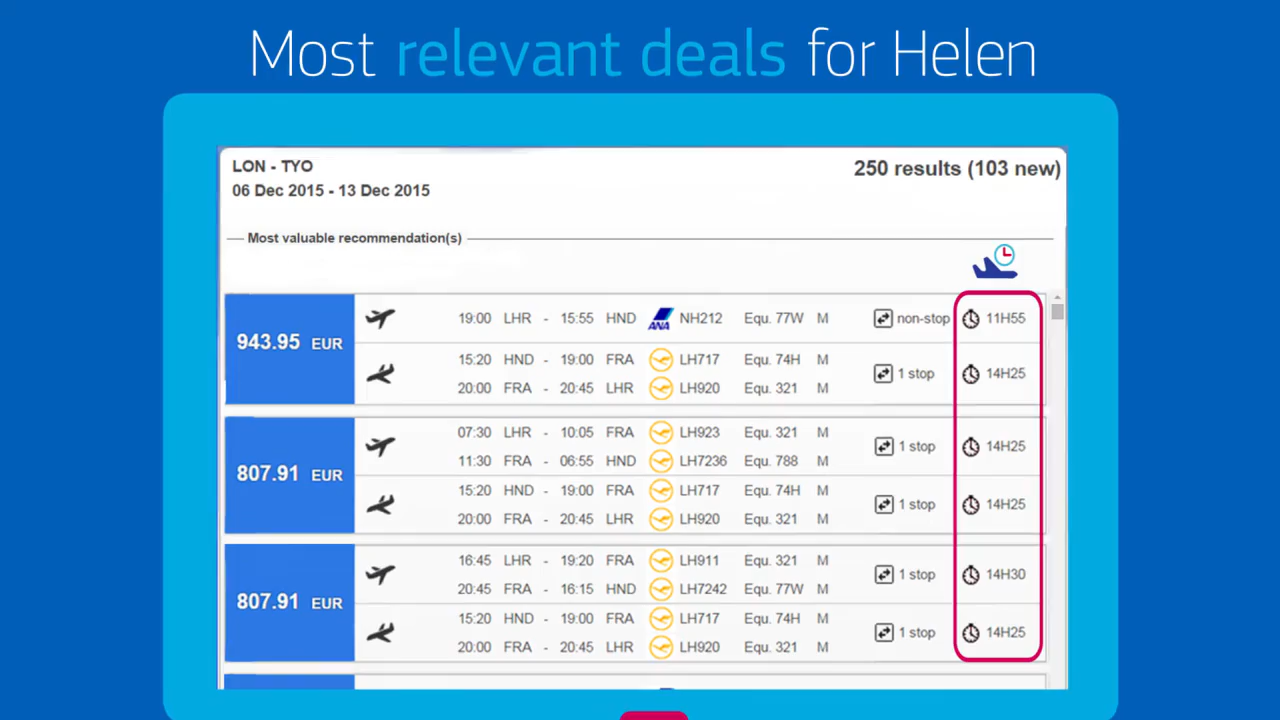 Most relevant deals for Helen
LON - TYO
250 results (103 new)
06 Dec 2015 - 13 Dec 2015
Most valuable recommendation(s)
943.95 EUR
19:00 LHR - 15:55 HND ANA NH212 Equ. 77W M non-stop 11H55
15:20 HND - 19:00 FRA LH717 Equ. 74H M
1 stop 14H25
20:00 FRA - 20:45 LHR LH920 Equ. 321 M
807.91 EUR
07:30 LHR - 10:05 FRA LH923 Equ. 321 M
1 stop 14H25
11:30 FRA - 06:55 HND LH7236 Equ. 788 M
15:20 HND - 19:00 FRA LH717 Equ. 74H M
1 stop 14H25
20:00 FRA - 20:45 LHR LH920 Equ. 321 M
807.91 EUR
16:45 LHR - 19:20 FRA LH911 Equ. 321 M
1 stop 14H30
20:45 FRA - 16:15 HND LH7242 Equ. 77W M
15:20 HND - 19:00 FRA LH717 Equ. 74H M
1 stop 14H25
20:00 FRA - 20:45 LHR LH920 Equ. 321 M